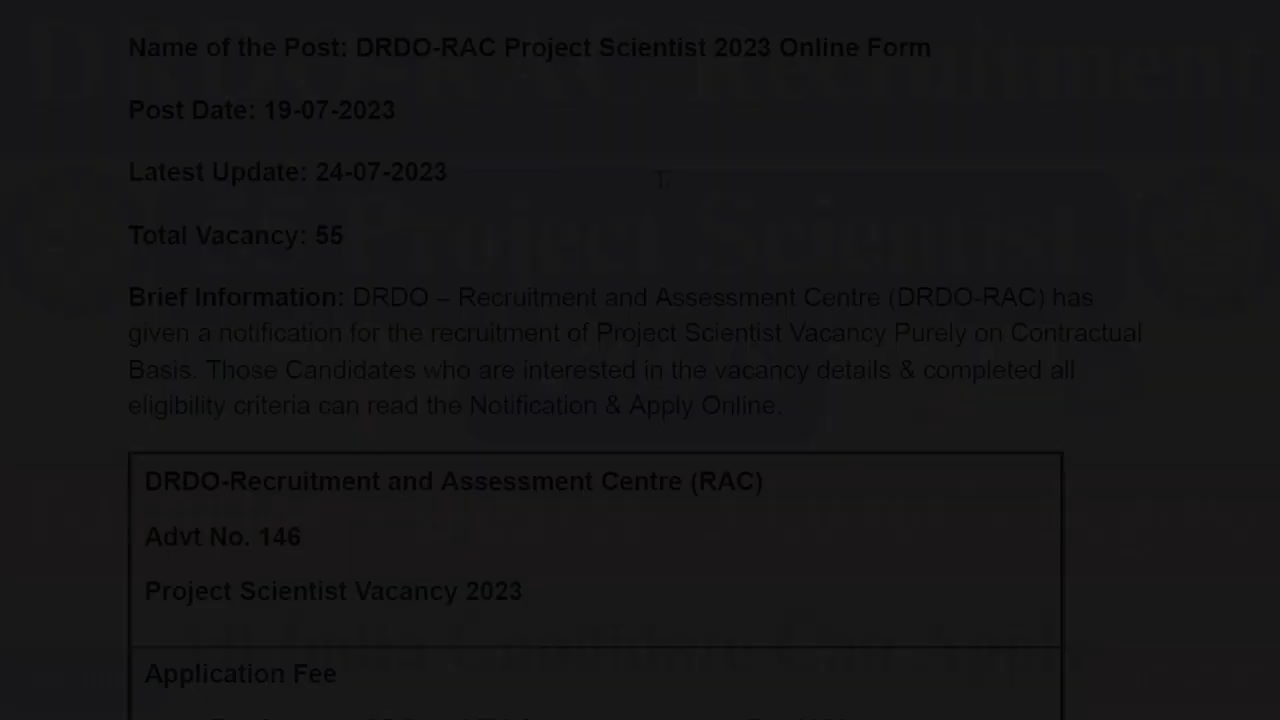 Name of the Post: DRDO-RAC Project Scientist 2023 Online Form
Post Date: 19-07-2023
Latest Update: 24-07-2023
Total Vacancy: 55
Brief Information: DRDO – Recruitment and Assessment Centre (DRDO-RAC) has
given a notification for the recruitment of Project Scientist Vacancy Purely on Contractual
Basis. Those Candidates who are interested in the vacancy details & completed all
eligibility criteria can read the Notification & Apply Online.
DRDO-Recruitment and Assessment Centre (RAC)
Advt No. 146
Project Scientist Vacancy 2023
Application Fee